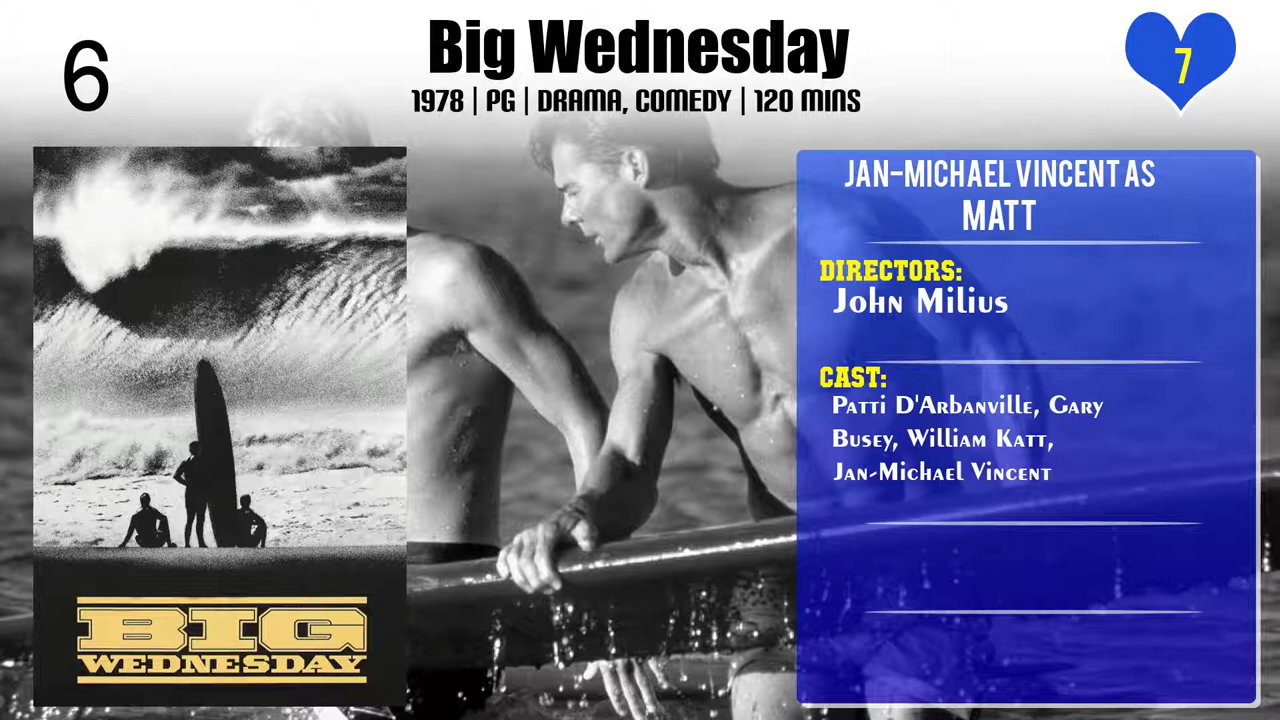 6
Big Wednesday
1978 | PG | DRAMA, COMEDY | 120 MINS
7
BIG
WEDNESDAY
JAN-MICHAEL VINCENT AS
MATT
DIRECTORS:
John Milius
CAST:
Patti D'Arbanville, Gary
Busey, William Katt,
Jan-Michael Vincent